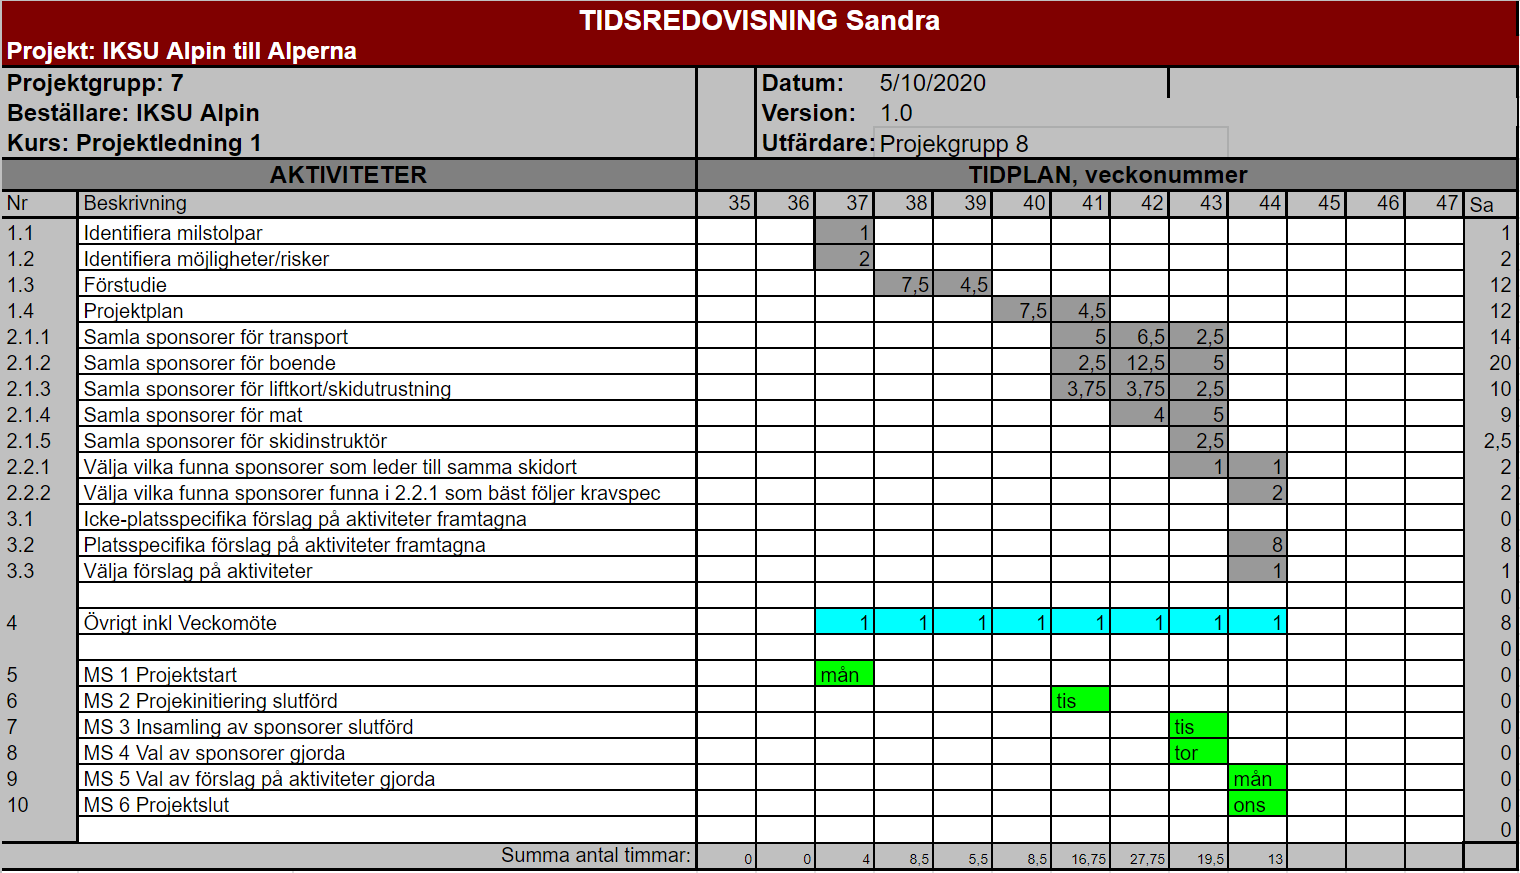 TIDSREDOVISNING Sandra
Projekt: IKSU Alpin till Alperna
Projektgrupp: 7 Datum: 5/10/2020
Beställare: IKSU Alpin Version: 1.0
Kurs: Projektledning 1 Utfärdare: Projekgrupp 8
AKTIVITETER TIDPLAN, veckonummer
Nr Beskrivning 35 36 37 38 39 40 41 42 43 44 45 46 47 Sa
1.1 Identifiera milstolpar 1 1
1.2 Identifiera möjligheter/risker 2 2
1.3 Förstudie 7,5 4,5 12
1.4 Projektplan 7,5 4,5 12
2.1.1 Samla sponsorer för transport 5 6,5 2,5 14
2.1.2 Samla sponsorer för boende 2,5 12,5 5 20
2.1.3 Samla sponsorer för liftkort/skidutrustning 3,75 3,75 2,5 10
2.1.4 Samla sponsorer för mat 4 5 9
2.1.5 Samla sponsorer för skidinstruktör 2,5 2,5
2.2.1 Välja vilka funna sponsorer som leder till samma skidort 1 1 2
2.2.2 Välja vilka funna sponsorer funna i 2.2.1 som bäst följer kravspec 2 2
3.1 Icke-platsspecifika förslag på aktiviteter framtagna 0
3.2 Platsspecifika förslag på aktiviteter framtagna 8 8
3.3 Välja förslag på aktiviteter 1 1
0
4 Övrigt inkl Veckomöte 1 1 1 1 1 1 1 1 8
0
5 MS 1 Projektstart mån 0
6 MS 2 Projekinitiering slutförd tis 0
7 MS 3 Insamling av sponsorer slutförd tis 0
8 MS 4 Val av sponsorer gjorda tor 0
9 MS 5 Val av förslag på aktiviteter gjorda mån 0
10 MS 6 Projektslut ons 0
0
Summa antal timmar: 0 0 4 8,5 5,5 8,5 16,75 27,75 19,5 13